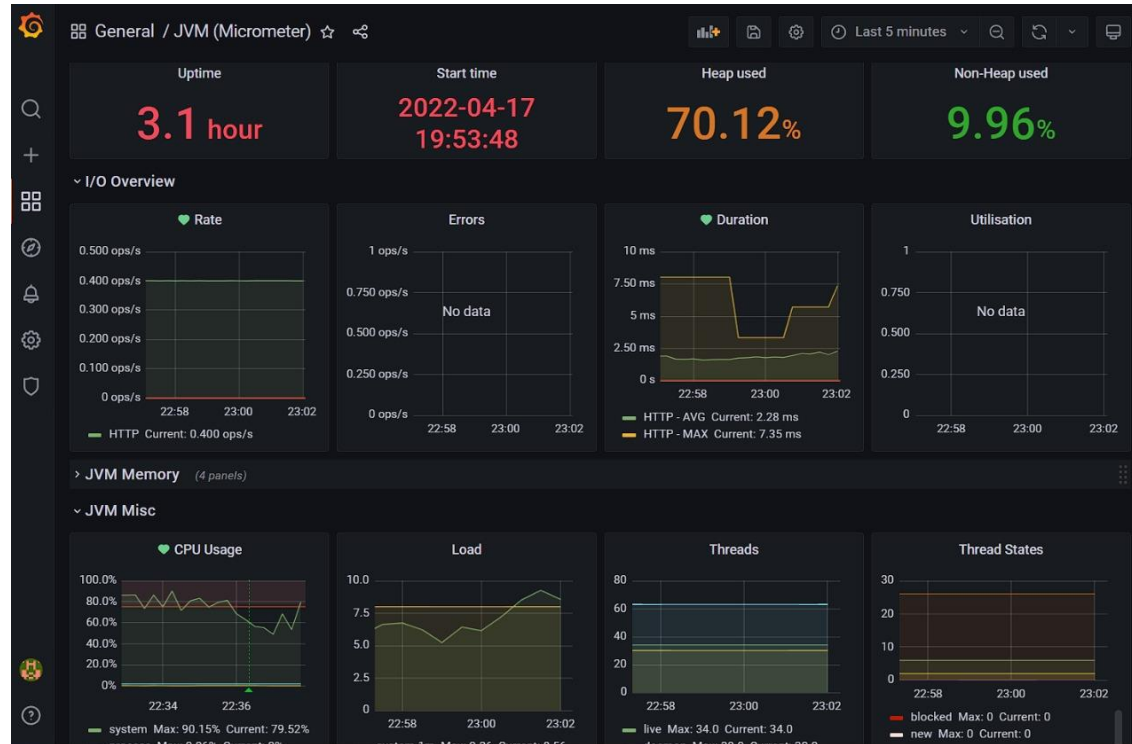 General / JVM (Micrometer)
Last 5 minutes
Uptime
3.1 hour
Start time
2022-04-17
19:53:48
Heap used
70.12%
Non-Heap used
9.96%
I/O Overview
Rate
0.500 ops/s
0.400 ops/s
0.300 ops/s
0.200 ops/s
0.100 ops/s
0 ops/s
22:58 23:00 23:02
HTTP Current: 0.400 ops/s
Errors
1 ops/s
0.750 ops/s
0.500 ops/s
0.250 ops/s
0 ops/s
No data
22:58 23:00 23:02
Duration
10 ms
7.50 ms
5 ms
2.50 ms
0 s
22:58 23:00 23:02
HTTP - AVG Current: 2.28 ms
HTTP - MAX Current: 7.35 ms
Utilisation
1
0.750
0.500
0.250
0
No data
22:58 23:00 23:02
JVM Memory (4 panels)
JVM Misc
CPU Usage
100.0%
80.0%
60.0%
40.0%
20.0%
0%
22:34 22:36
system Max: 90.15% Current: 79.52%
Load
10.0
7.5
5.0
2.5
0
22:58 23:00 23:02
Threads
80
60
40
20
0
22:58 23:00 23:02
live Max: 34.0 Current: 34.0
Thread States
30
20
10
0
22:58 23:00 23:02
blocked Max: 0 Current: 0
new Max: 0 Current: 0